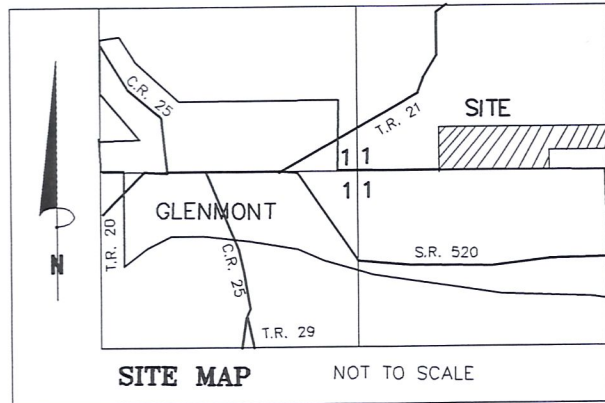 C.R. 25
T.R. 21
SITE
1 1
1 1
GLENMONT
T.R. 20
C.R. 25
S.R. 520
N
T.R. 29
SITE MAP
NOT TO SCALE